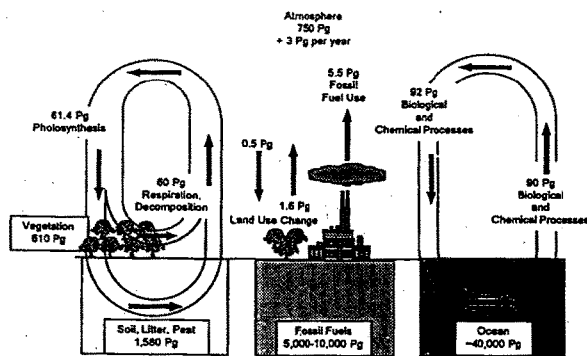 Atmosphere
750 Pg
+ 3 Pg per year
61.4 Pg
Photosynthesis
60 Pg
Respiration,
Decomposition
Vegetation
610 Pg
Soil, Litter, Peat
1,580 Pg
0.5 Pg
1.6 Pg
Land Use Change
5.5 Pg
Fossil
Fuel Use
Fossil Fuels
5,000-10,000 Pg
92 Pg
Biological
and
Chemical Processes
90 Pg
Biological
and
Chemical Processes
Ocean
~40,000 Pg